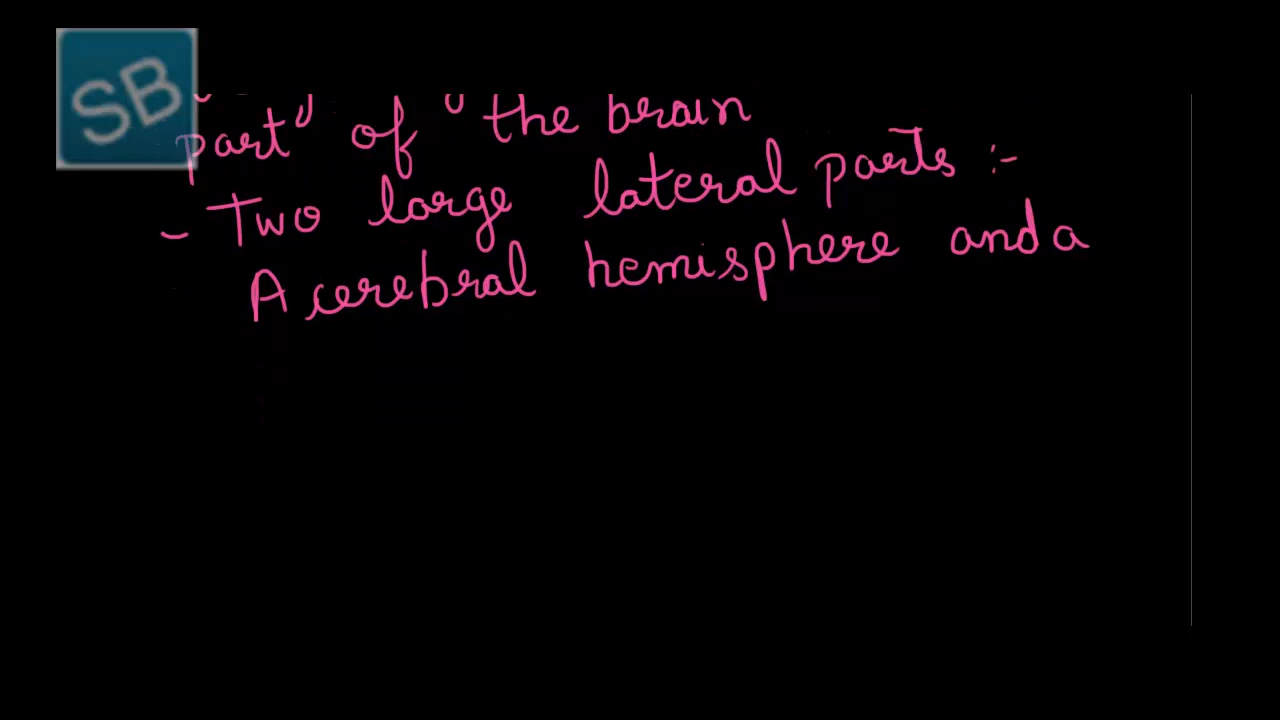 SB
part of the brain
- Two large lateral parts :-
A cerebral hemisphere and a